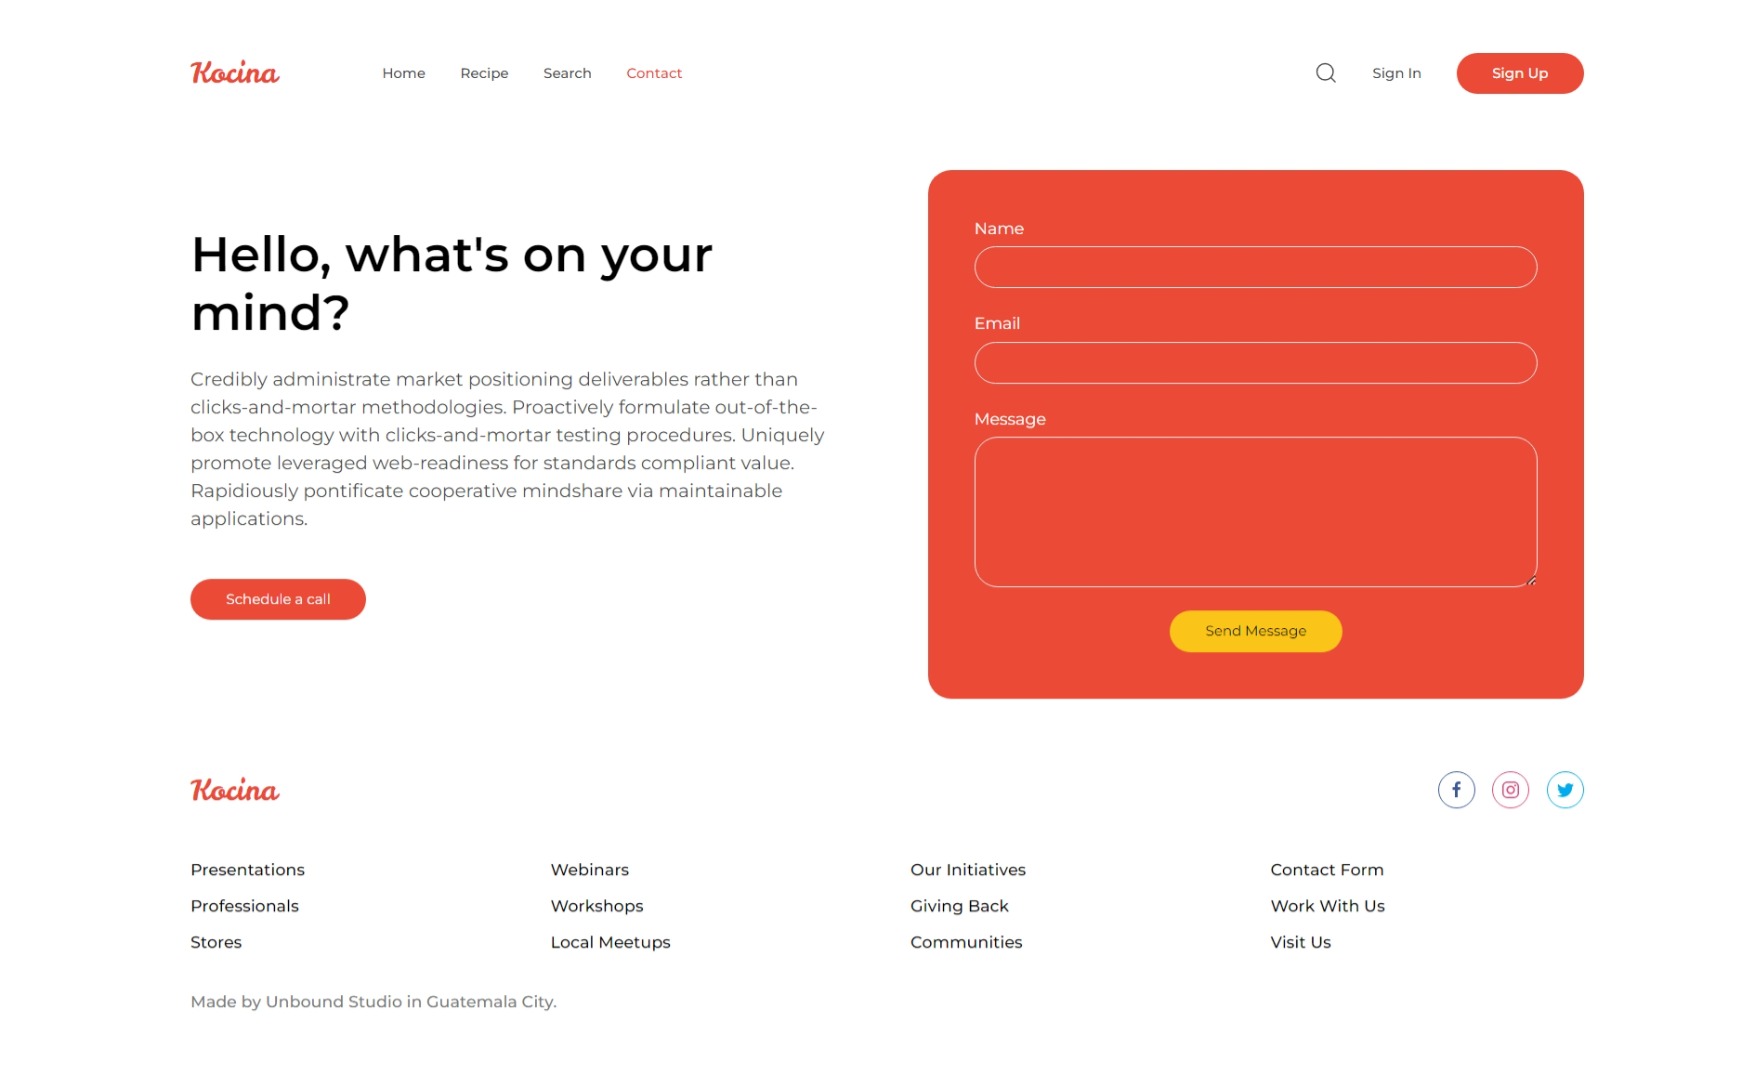 Kocina
Home
Recipe
Search
Contact
Sign In
Sign Up
Hello, what's on your
mind?
Credibly administrate market positioning deliverables rather than
clicks-and-mortar methodologies. Proactively formulate out-of-the-
box technology with clicks-and-mortar testing procedures. Uniquely
promote leveraged web-readiness for standards compliant value.
Rapidiously pontificate cooperative mindshare via maintainable
applications.
Schedule a call
Name
Email
Message
Send Message
Kocina
Presentations
Professionals
Stores
Webinars
Workshops
Local Meetups
Our Initiatives
Giving Back
Communities
Contact Form
Work With Us
Visit Us
Made by Unbound Studio in Guatemala City.